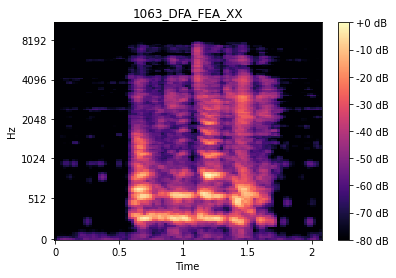 1063_DFA_FEA_XX
8192
4096
2048
1024
512
0
Hz
0
0.5
1
1.5
2
Time
+0 dB
-10 dB
-20 dB
-30 dB
-40 dB
-50 dB
-60 dB
-70 dB
-80 dB